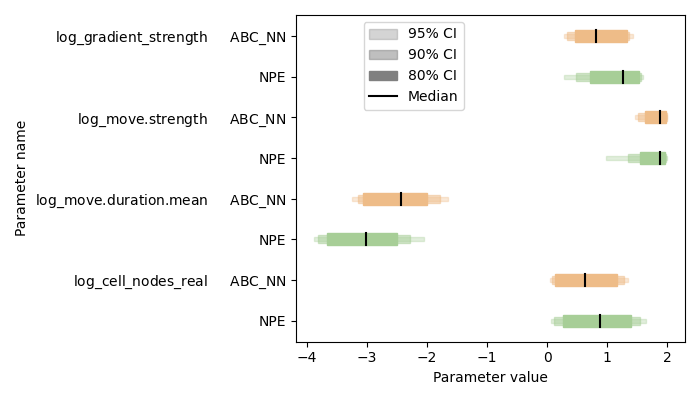 95% CI
90% CI
80% CI
Median
log_gradient_strength ABC_NN
NPE
log_move.strength ABC_NN
NPE
log_move.duration.mean ABC_NN
NPE
log_cell_nodes_real ABC_NN
NPE
Parameter name
−4 −3 −2 −1 0 1 2
Parameter value